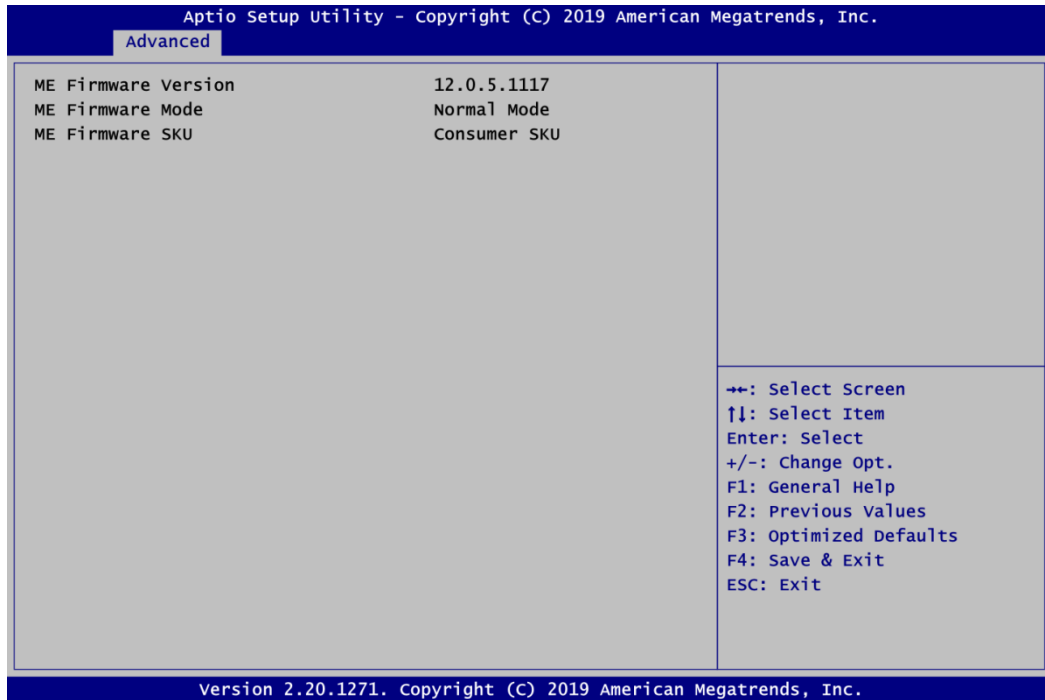 Aptio Setup Utility - Copyright (C) 2019 American Megatrends, Inc.
Advanced
ME Firmware Version 12.0.5.1117
ME Firmware Mode Normal Mode
ME Firmware SKU Consumer SKU
→←: Select Screen
↑↓: Select Item
Enter: Select
+/-: Change Opt.
F1: General Help
F2: Previous Values
F3: Optimized Defaults
F4: Save & Exit
ESC: Exit
Version 2.20.1271. Copyright (C) 2019 American Megatrends, Inc.